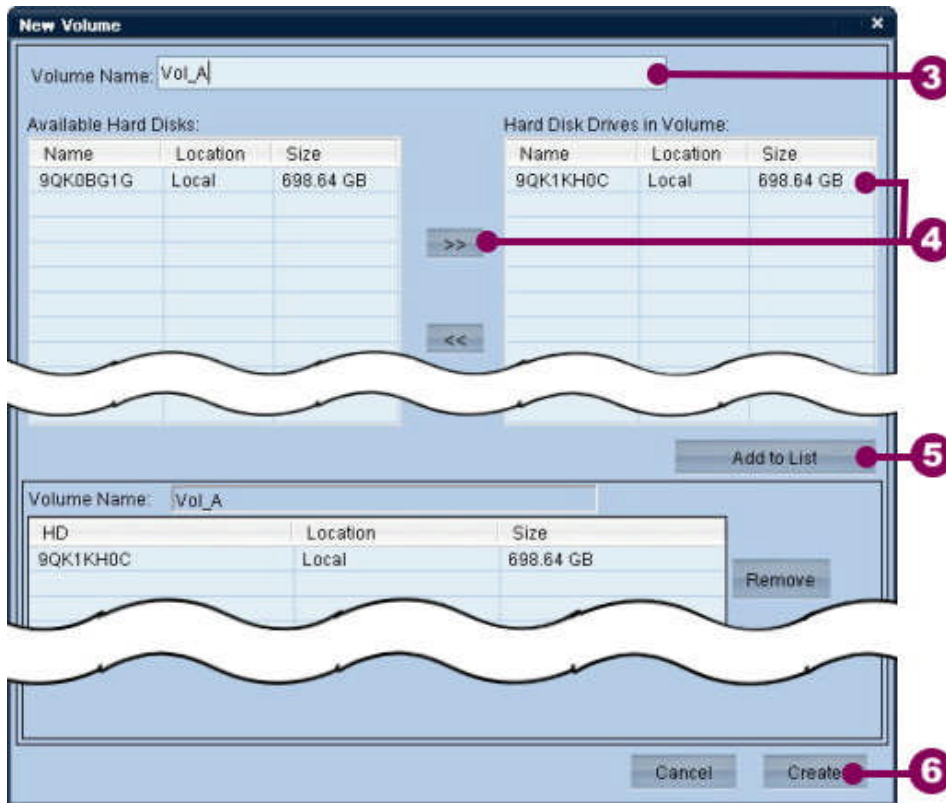 New Volume x
Volume Name: Vol_A
3
Available Hard Disks: Hard Disk Drives in Volume:
Name Location Size Name Location Size
9QK0BG1G Local 698.64 GB 9QK1KH0C Local 698.64 GB
>> 4
<<
Add to List 5
Volume Name: Vol_A
HD Location Size
9QK1KH0C Local 698.64 GB
Remove
Cancel Create 6